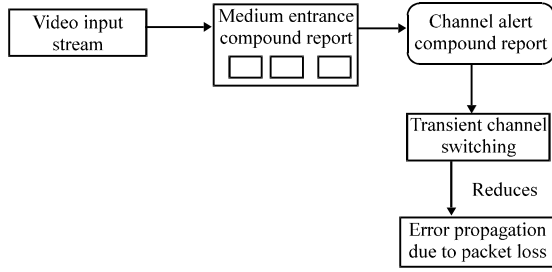 Video input
stream
Medium entrance
compound report
Channel alert
compound report
Transient channel
switching
Reduces
Error propagation
due to packet loss